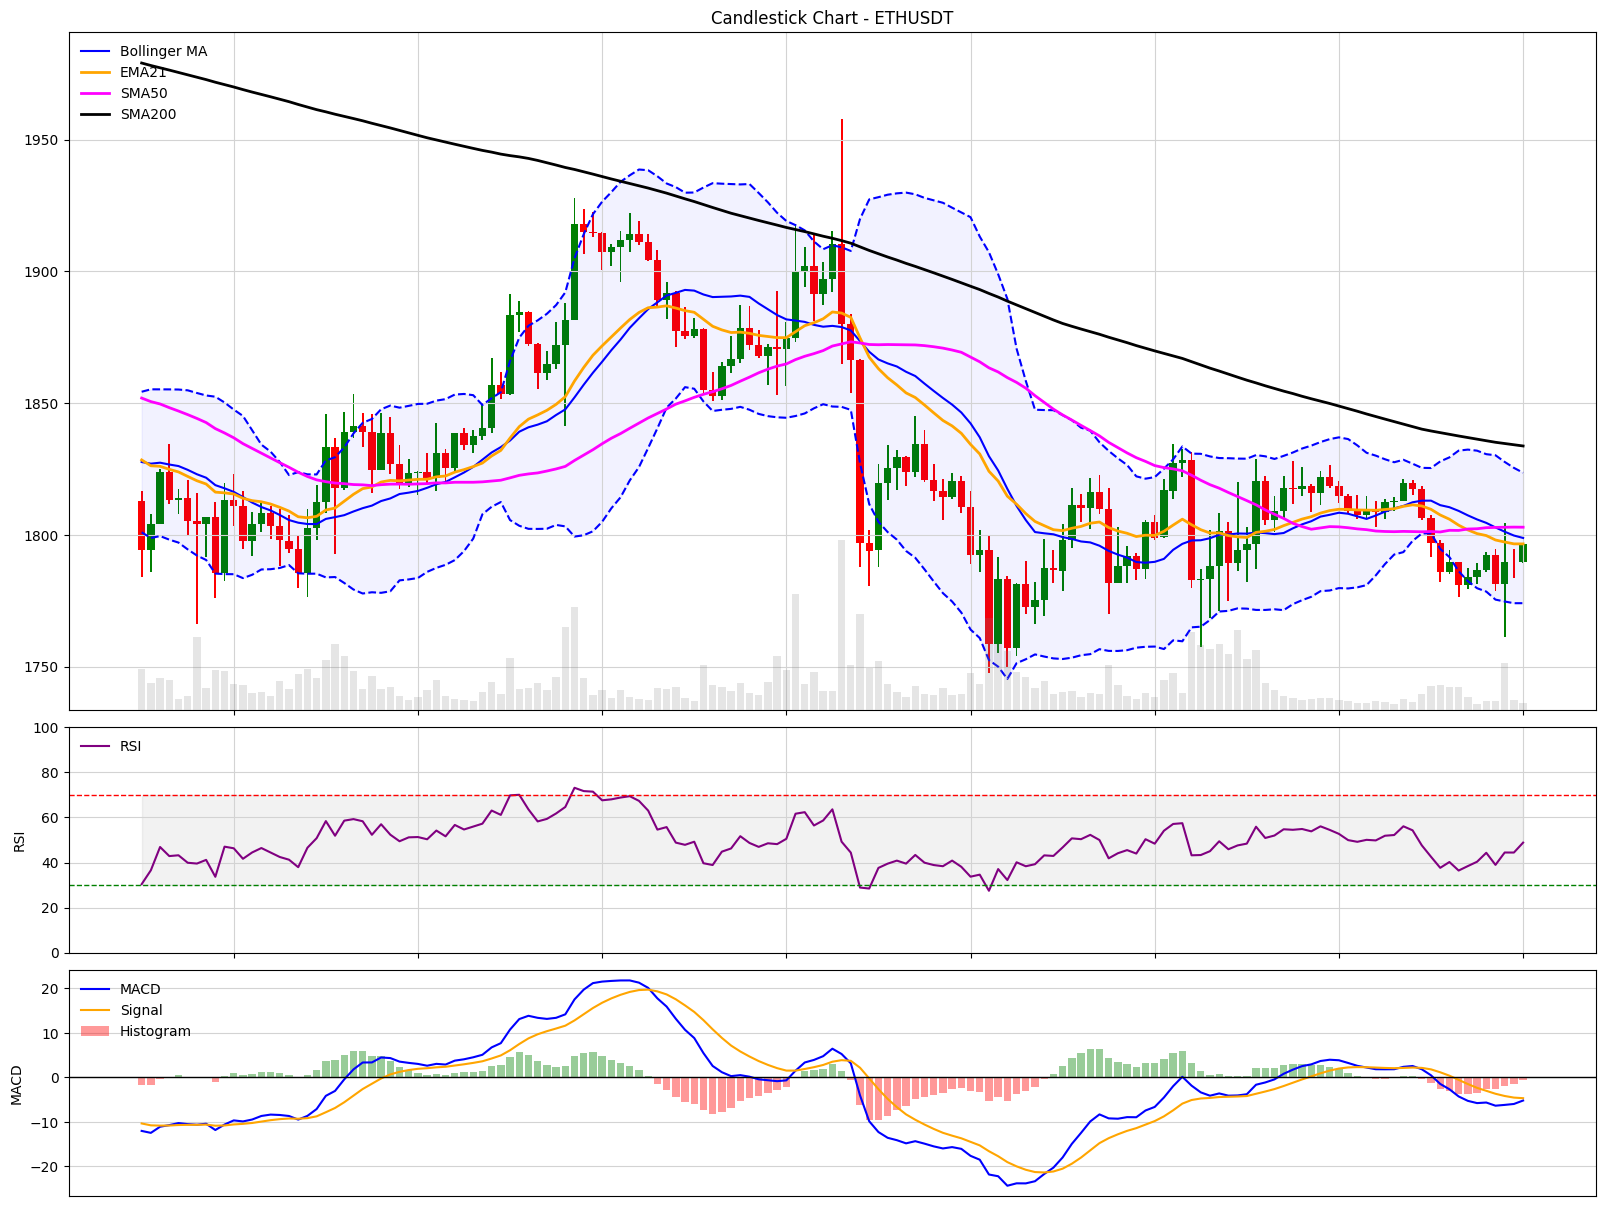 Candlestick Chart - ETHUSDT
Bollinger MA
EMA21
SMA50
SMA200
1950
1900
1850
1800
1750
RSI
100
80
60
40
20
0
RSI
MACD
Signal
Histogram
20
10
0
−10
−20
MACD